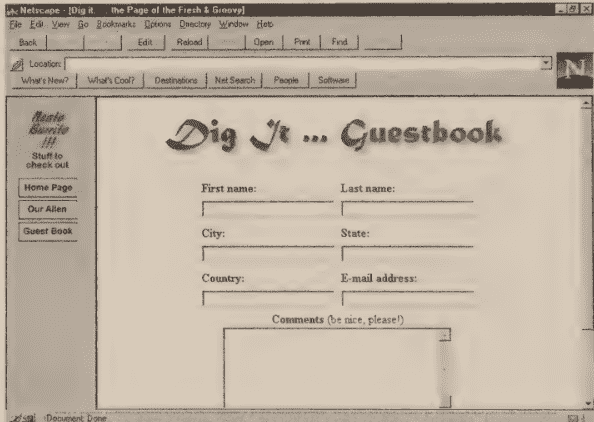 Netscape - [Dig it. ... the Page of the Fresh & Groovy]
File Edit View Go Bookmarks Options Directory Window Help
Back Edit Reload Open Print Find
Location:
What's New? What's Cool? Destinations Net Search People Software
N
Neato
Burrito
!!!
Stuff to
check out
Home Page
Our Alien
Guest Book
Dig It ... Guestbook
First name: Last name:
City: State:
Country: E-mail address:
Comments (be nice, please!)
Document: Done